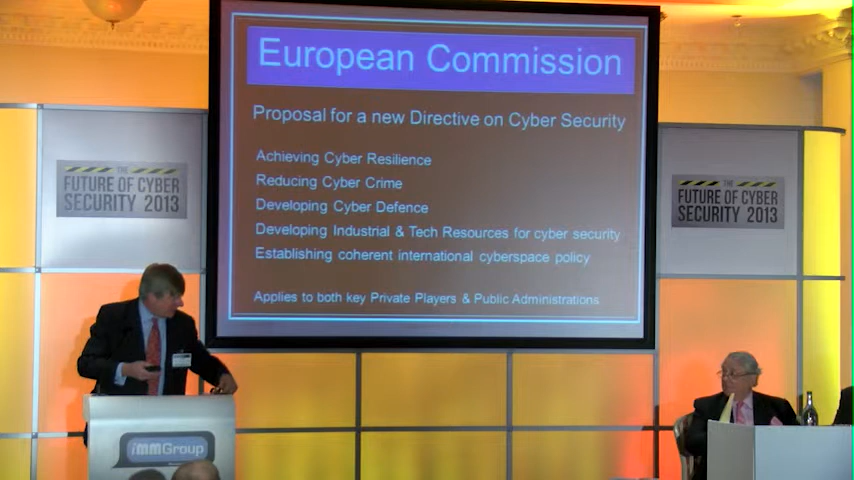 European Commission
Proposal for a new Directive on Cyber Security
Achieving Cyber Resilience
Reducing Cyber Crime
Developing Cyber Defence
Developing Industrial & Tech Resources for cyber security
Establishing coherent international cyberspace policy
Applies to both key Private Players & Public Administrations
THE
FUTURE OF CYBER
SECURITY 2013
THE
FUTURE OF CYBER
SECURITY 2013
immGroup